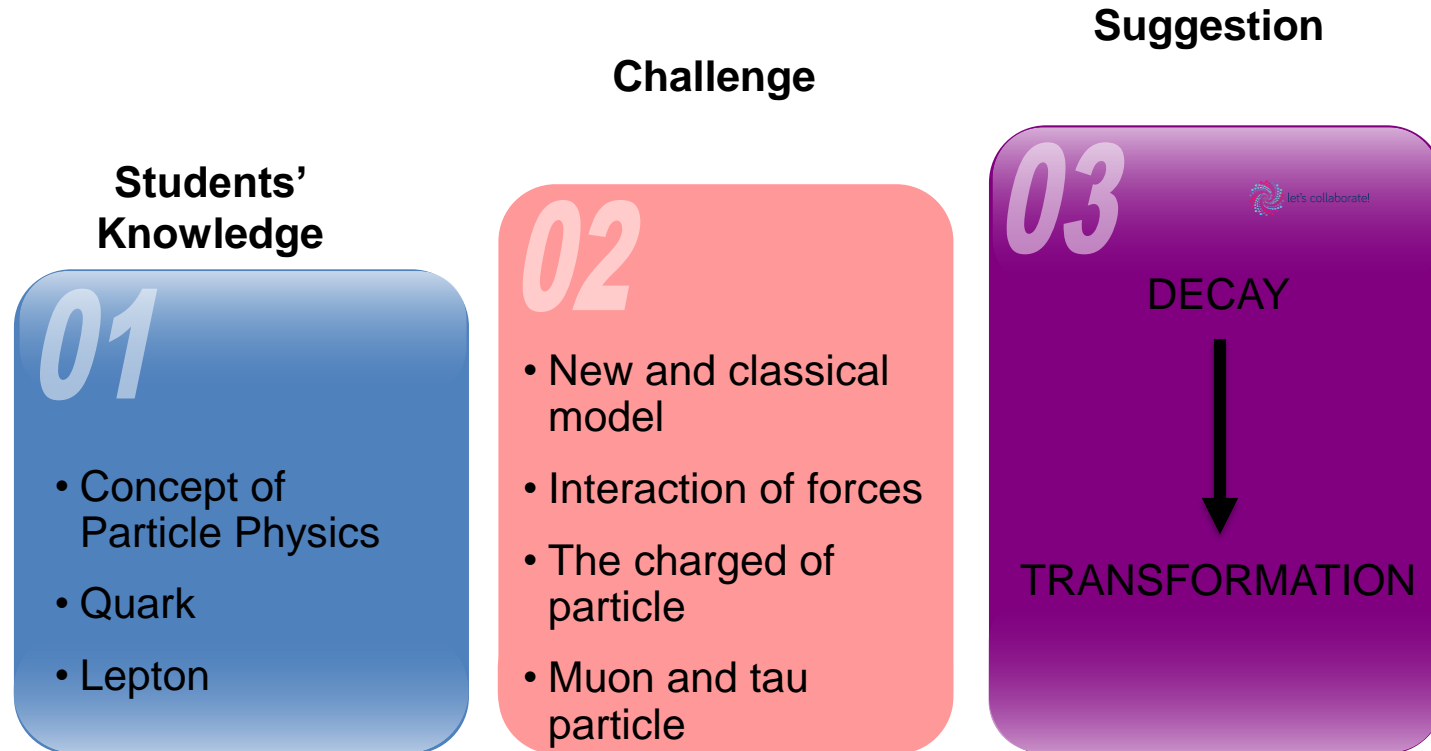 Students’
Knowledge
01
• Concept of
Particle Physics
• Quark
• Lepton
Challenge
02
• New and classical
model
• Interaction of forces
• The charged of
particle
• Muon and tau
particle
Suggestion
03
let's collaborate!
DECAY
TRANSFORMATION